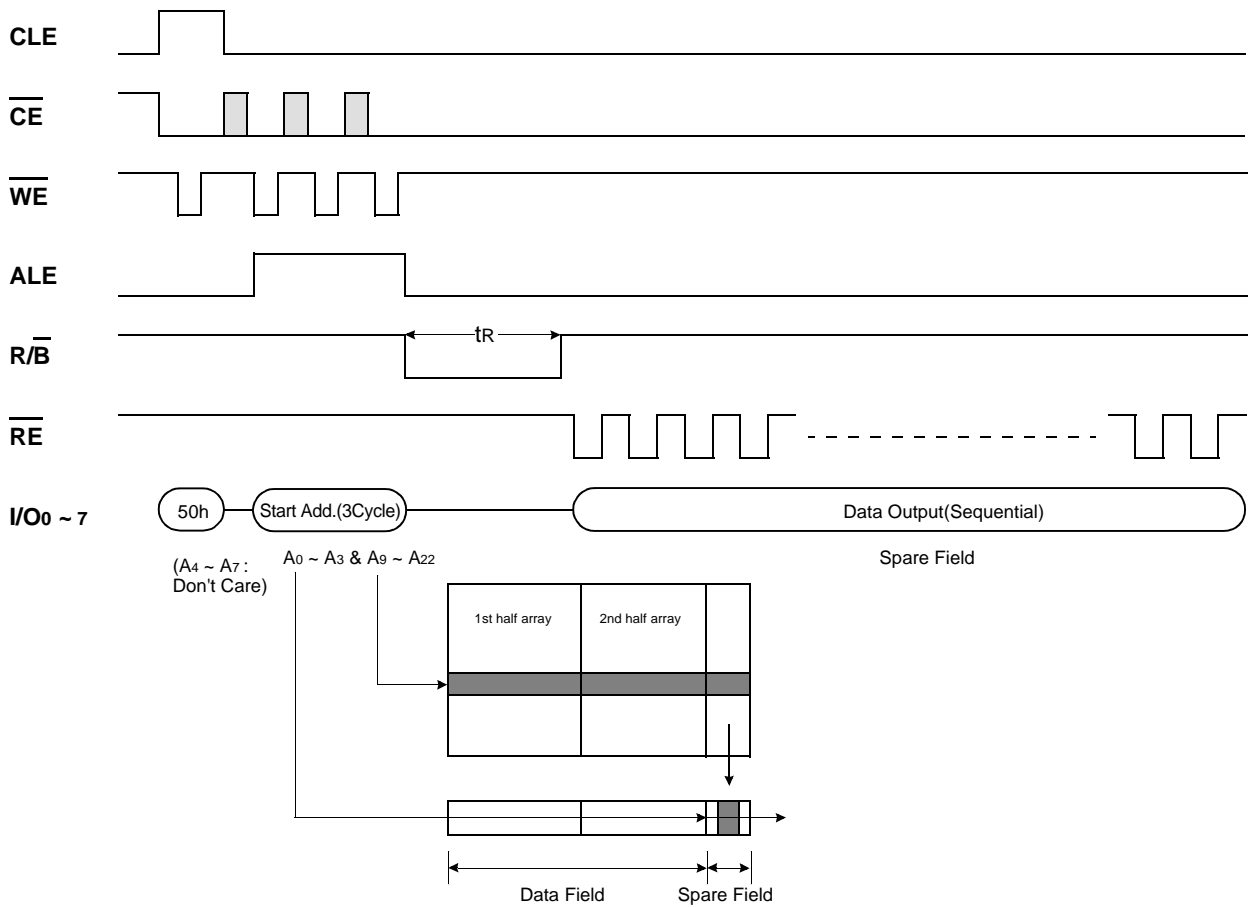 CLE
CE
WE
ALE
R/B
tR
RE
I/O0 ~ 7
50h
Start Add.(3Cycle)
Data Output(Sequential)
(A4 ~ A7 :
Don't Care)
A0 ~ A3 & A9 ~ A22
Spare Field
1st half array
2nd half array
Data Field
Spare Field